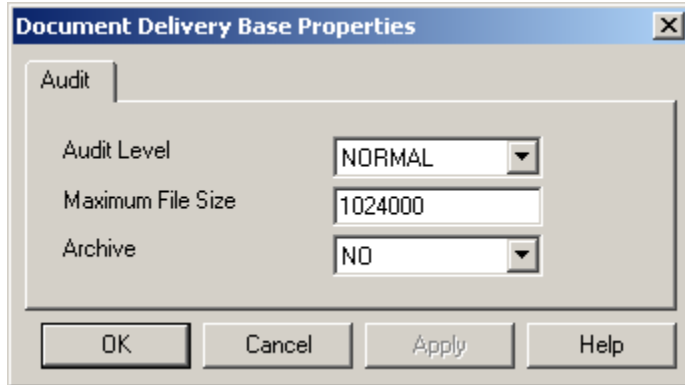 Document Delivery Base Properties
Audit
Audit Level NORMAL
Maximum File Size 1024000
Archive NO
OK Cancel Apply Help